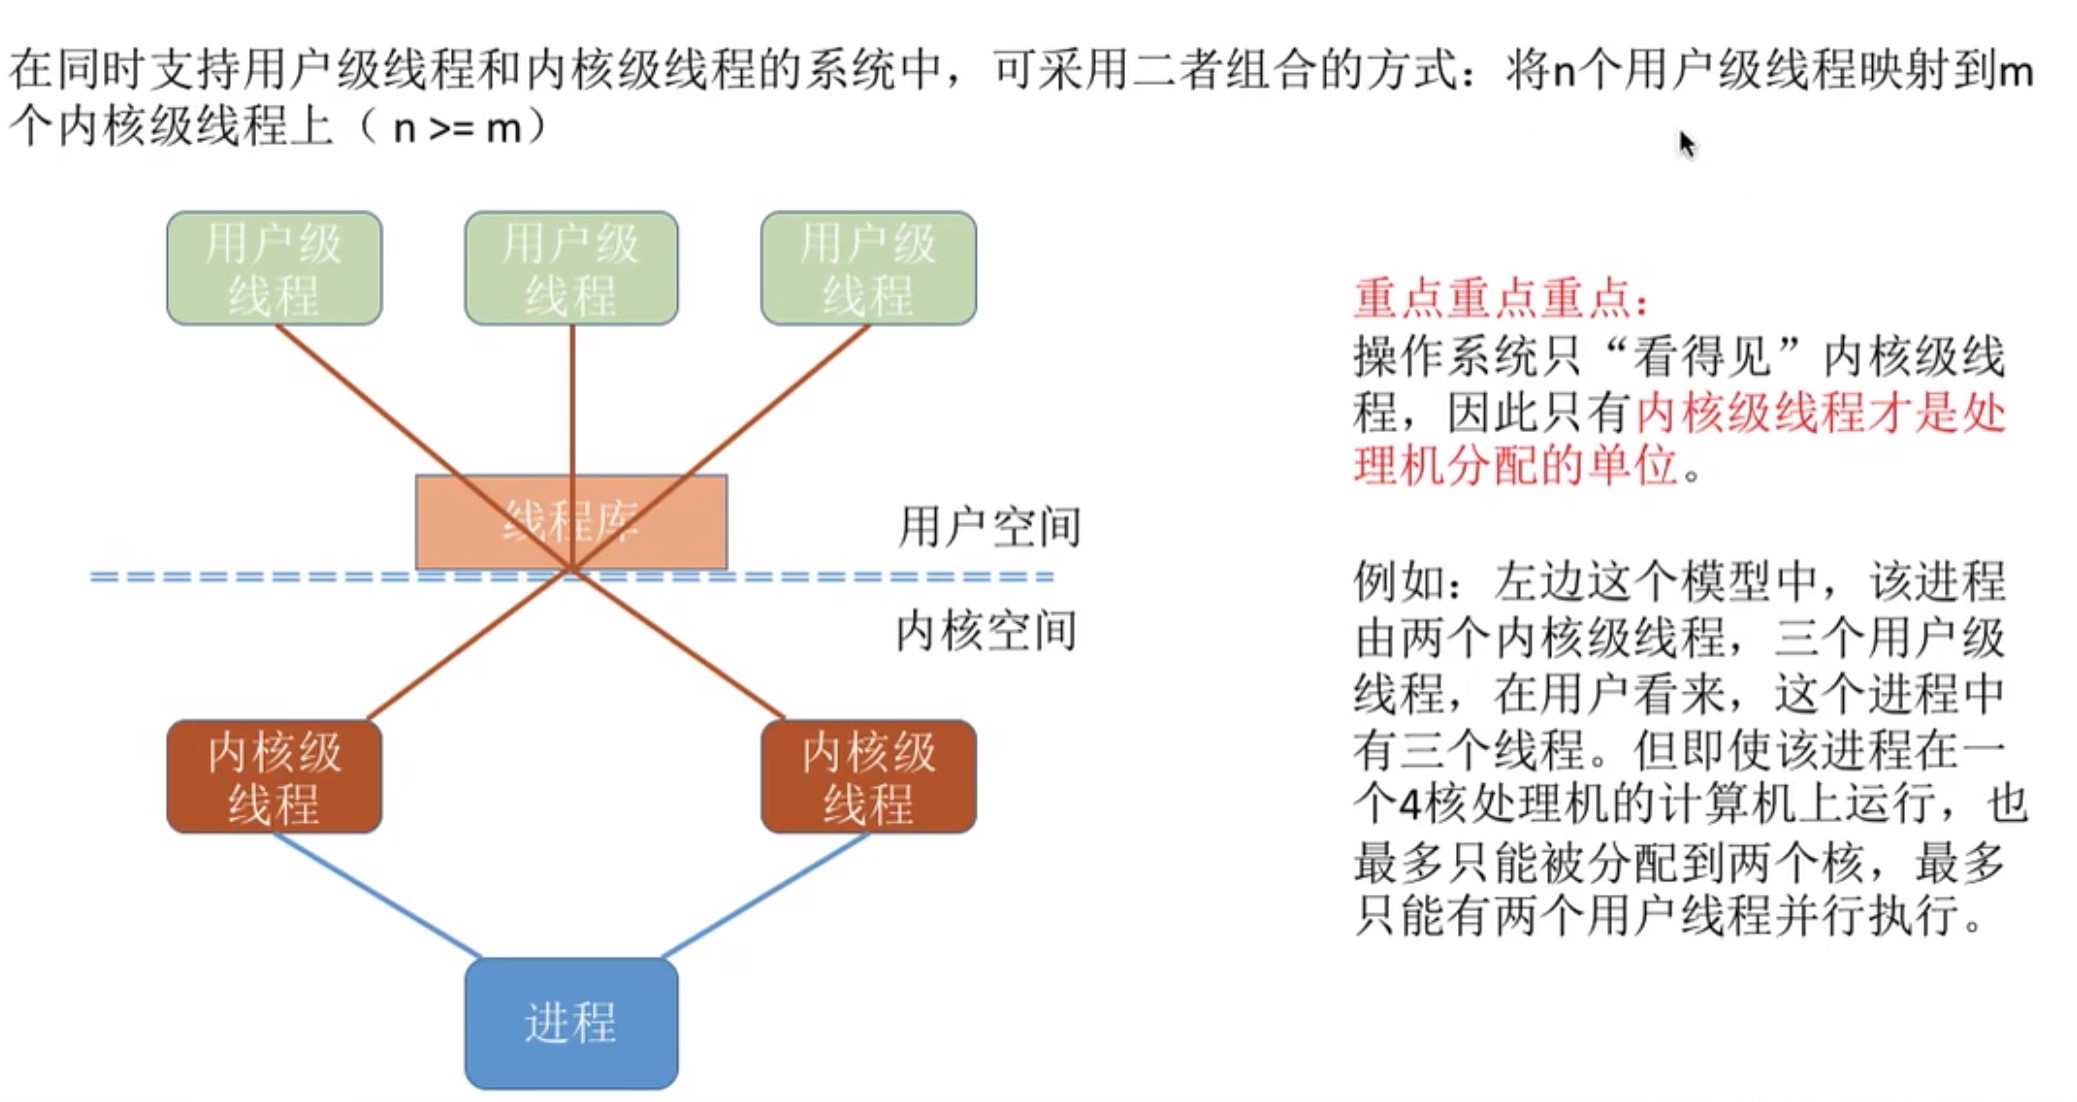 在同时支持用户级线程和内核级线程的系统中，可采用二者组合的方式：将n个用户级线程映射到m
个内核级线程上（ n >= m）
用户级
线程
用户级
线程
用户级
线程
线程库
用户空间
内核空间
内核级
线程
内核级
线程
进程
重点重点重点：
操作系统只“看得见”内核级线
程，因此只有内核级线程才是处
理机分配的单位。
例如：左边这个模型中，该进程
由两个内核级线程，三个用户级
线程，在用户看来，这个进程中
有三个线程。但即使该进程在一
个4核处理机的计算机上运行，也
最多只能被分配到两个核，最多
只能有两个用户线程并行执行。